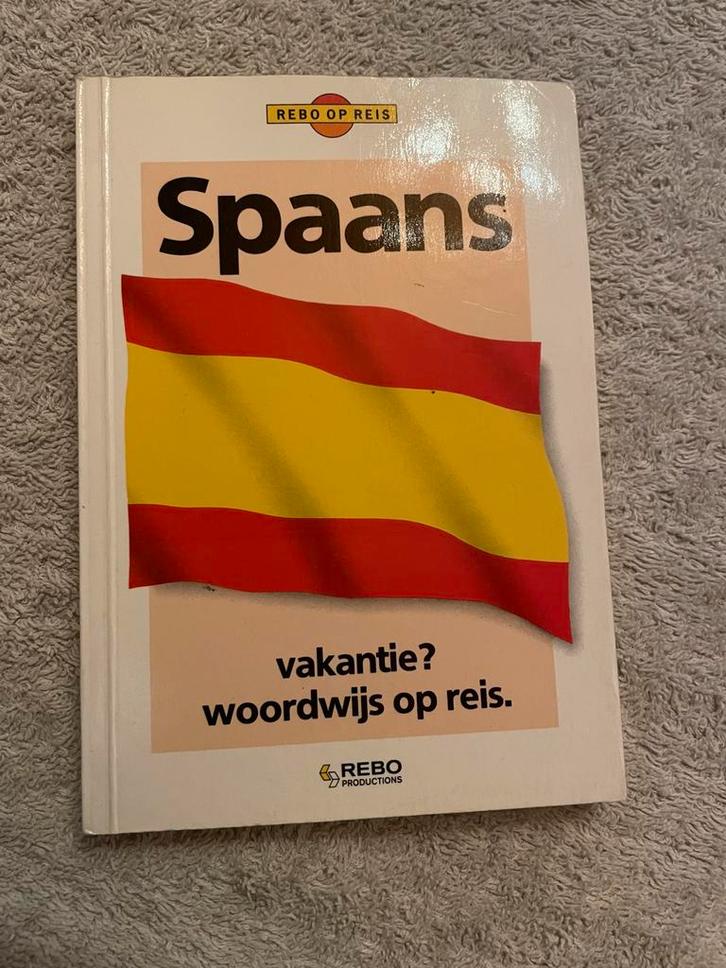 REBO OP REIS
Spaans
vakantie?
woordwijs op reis.
REBO
PRODUCTIONS